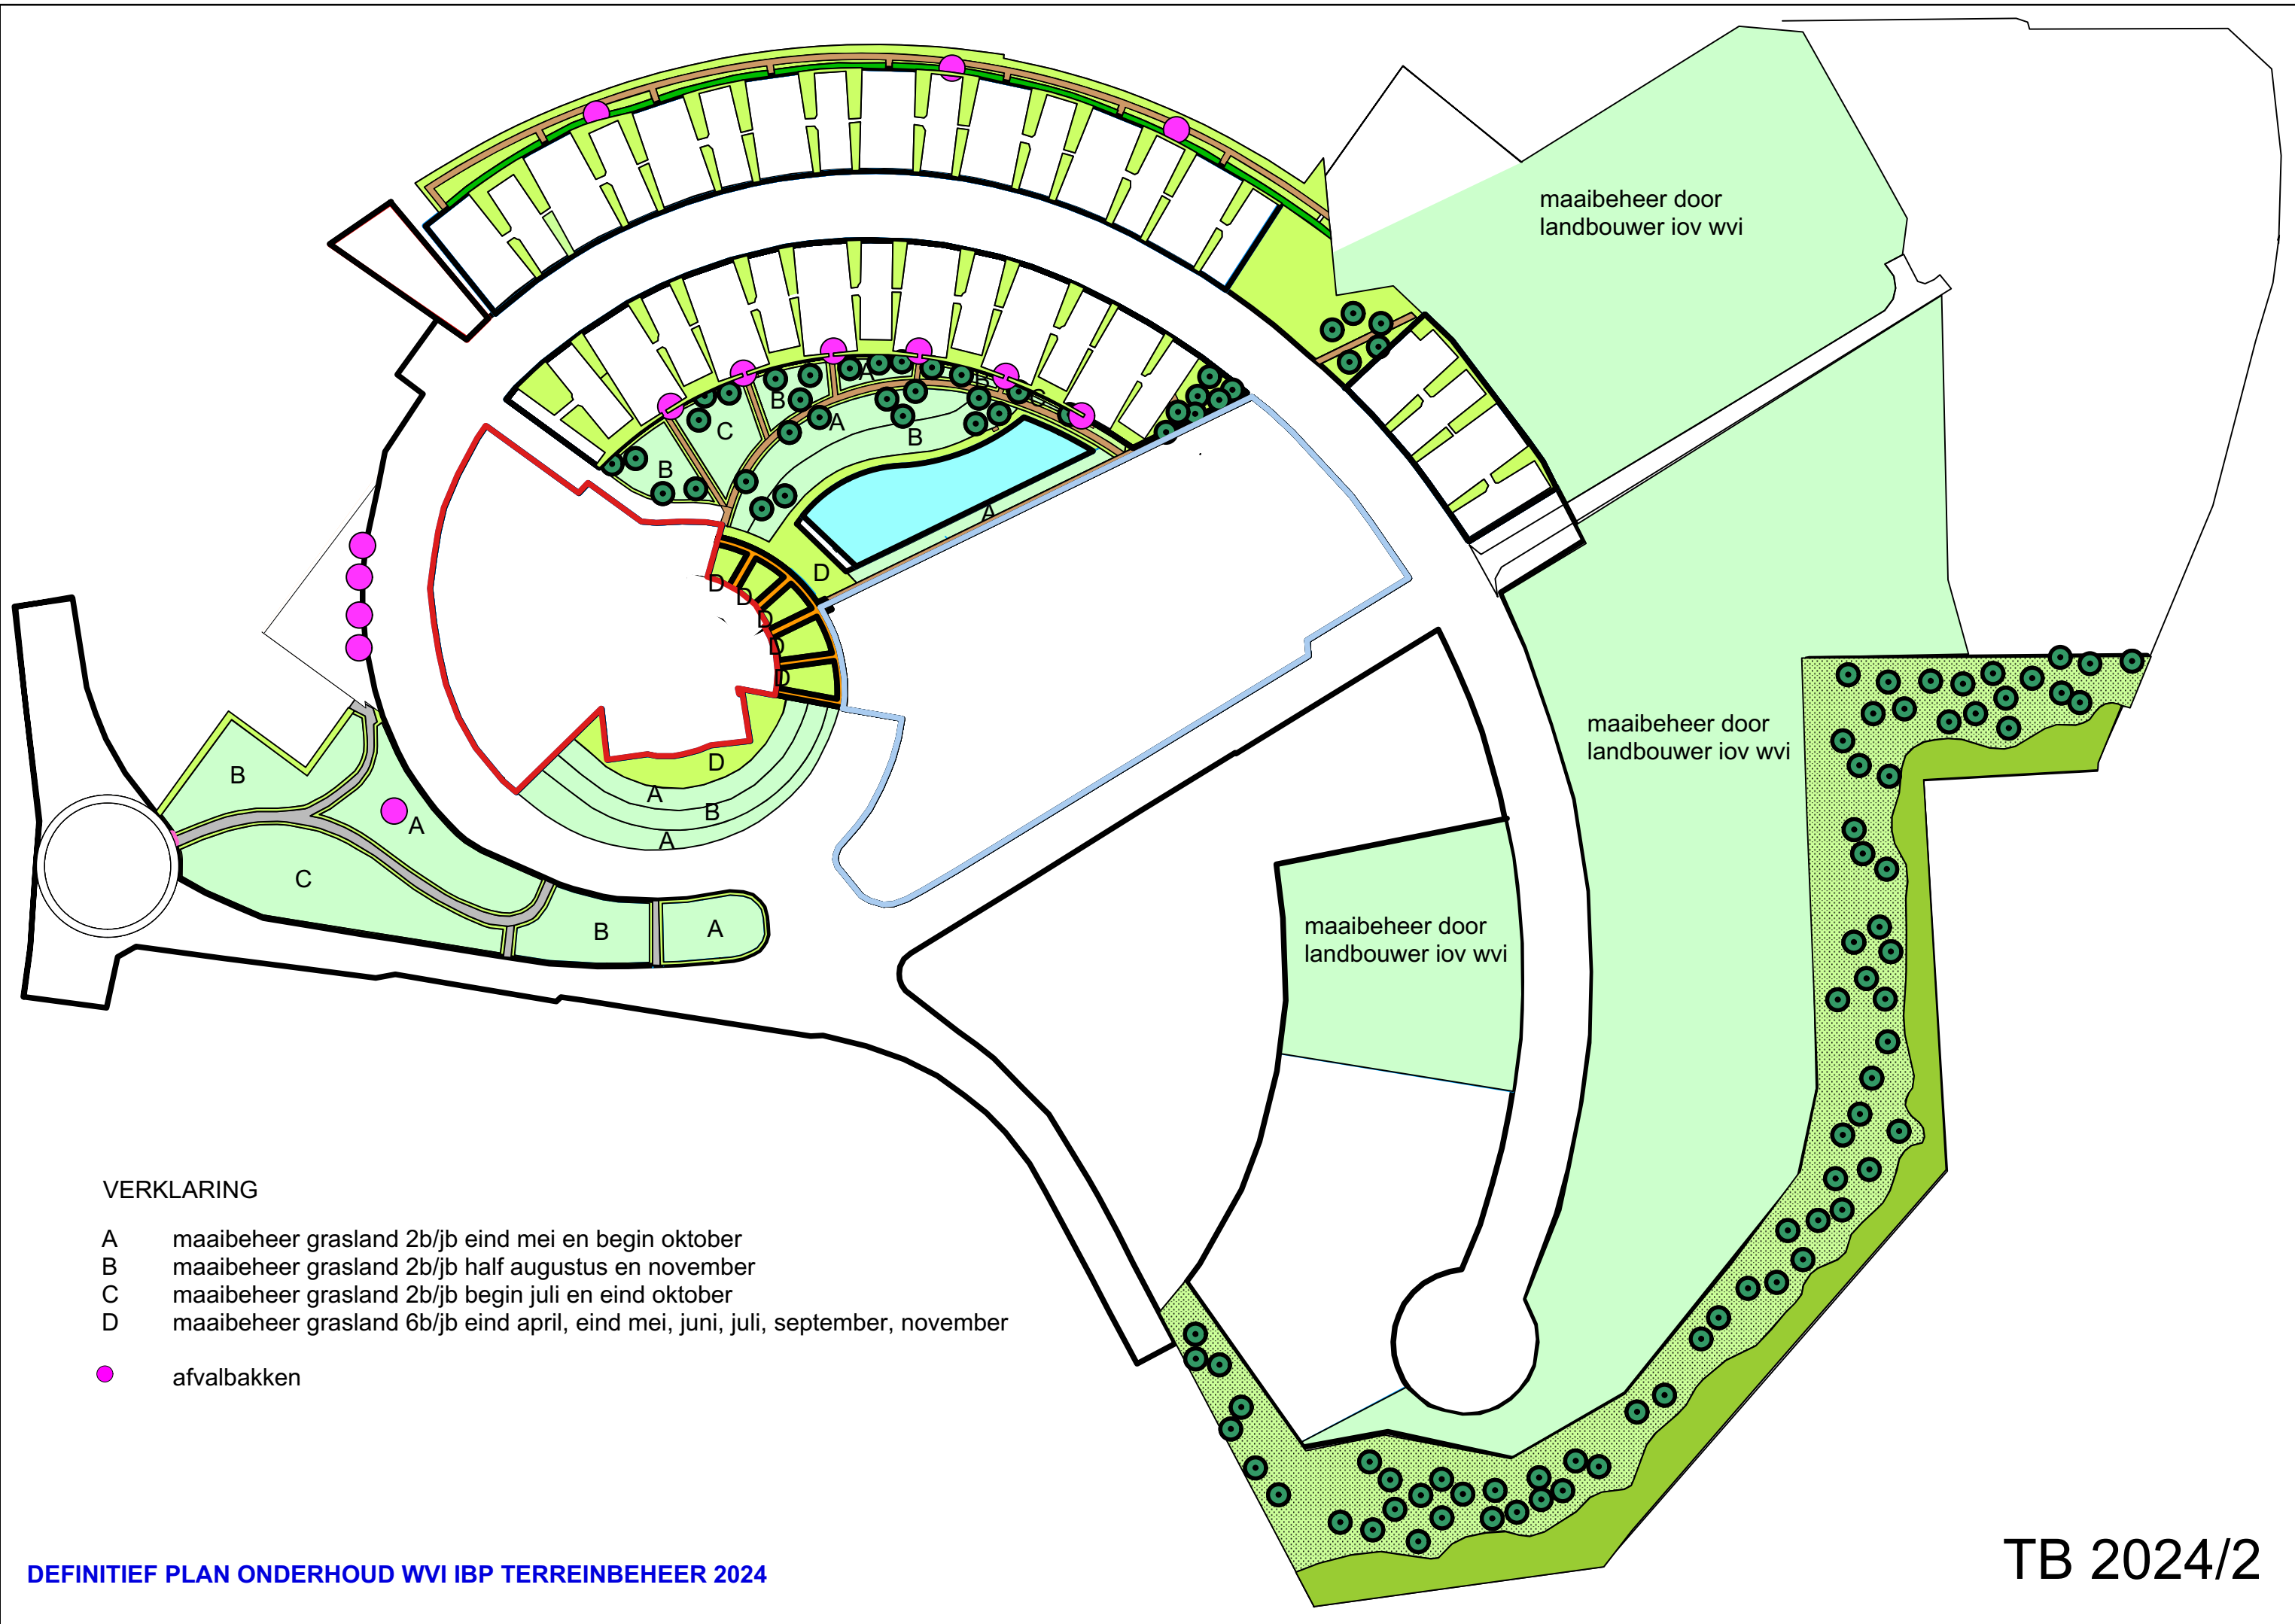 maaibeheer door
landbouwer iov wvi
A
B
B
C
C
A
B
B
A
D
D
D
D
D
D
maaibeheer door
landbouwer iov wvi
D
A
B
A
B
A
C
B
A
maaibeheer door
landbouwer iov wvi
VERKLARING
A maaibeheer grasland 2b/jb eind mei en begin oktober
B maaibeheer grasland 2b/jb half augustus en november
C maaibeheer grasland 2b/jb begin juli en eind oktober
D maaibeheer grasland 6b/jb eind april, eind mei, juni, juli, september, november
afvalbakken
DEFINITIEF PLAN ONDERHOUD WVI IBP TERREINBEHEER 2024
TB 2024/2